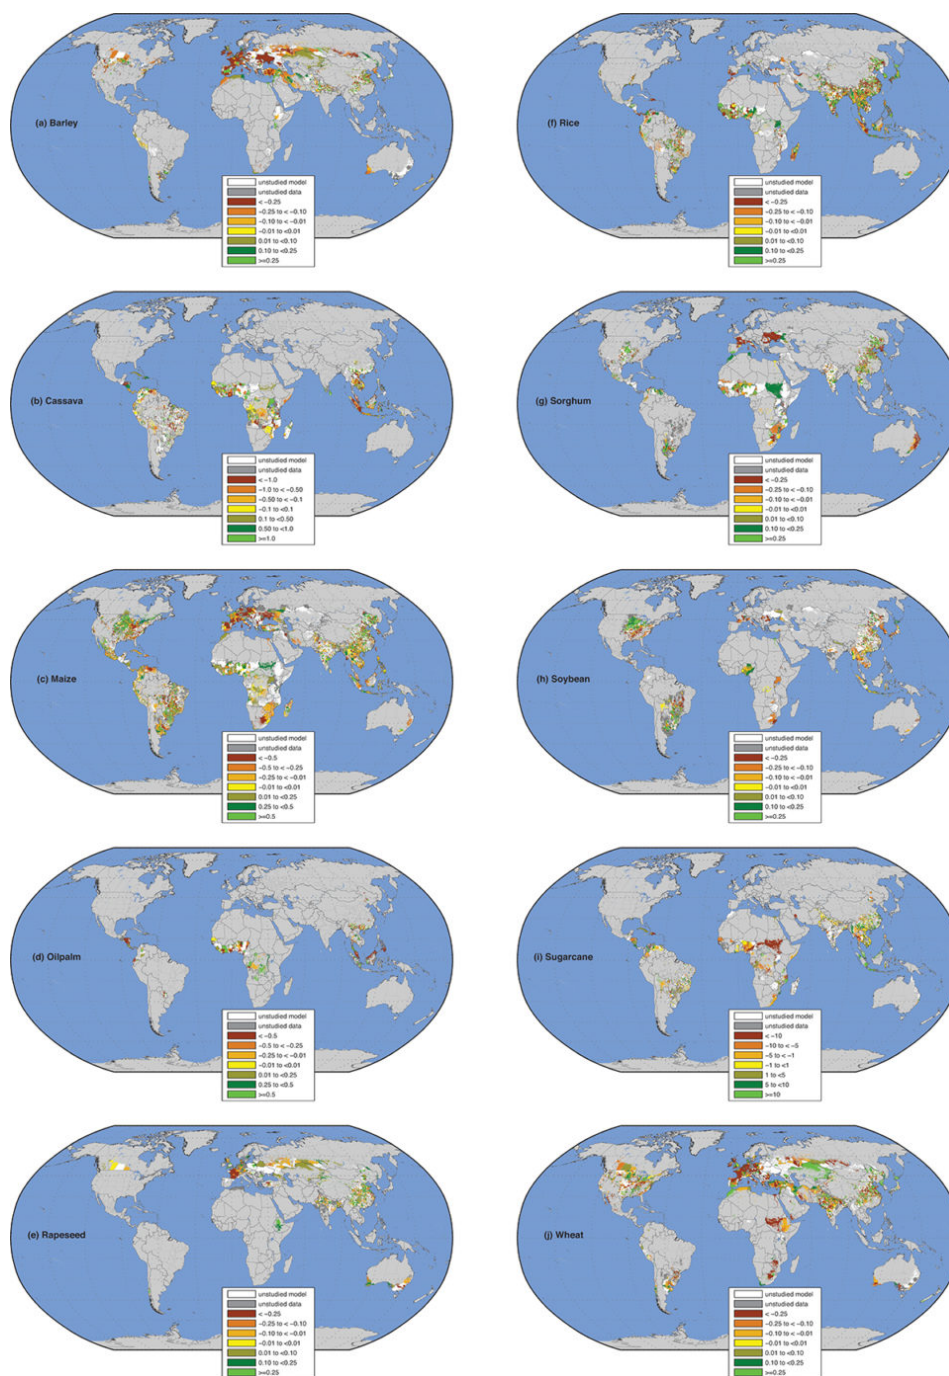 (a) Barley
unstudied model
unstudied data
< −0.25
−0.25 to < −0.10
−0.10 to < −0.01
−0.01 to <0.01
0.01 to <0.10
0.10 to <0.25
>=0.25
(f) Rice
unstudied model
unstudied data
< −0.25
−0.25 to < −0.10
−0.10 to < −0.01
−0.01 to <0.01
0.01 to <0.10
0.10 to <0.25
>=0.25
(b) Cassava
unstudied model
unstudied data
< −1.0
−1.0 to < −0.50
−0.50 to < −0.1
−0.1 to <0.1
0.1 to <0.50
0.50 to <1.0
>=1.0
(g) Sorghum
unstudied model
unstudied data
< −0.25
−0.25 to < −0.10
−0.10 to < −0.01
−0.01 to <0.01
0.01 to <0.10
0.10 to <0.25
>=0.25
(c) Maize
unstudied model
unstudied data
< −0.5
−0.5 to < −0.25
−0.25 to < −0.01
−0.01 to <0.01
0.01 to <0.25
0.25 to <0.5
>=0.5
(h) Soybean
unstudied model
unstudied data
< −0.25
−0.25 to < −0.10
−0.10 to < −0.01
−0.01 to <0.01
0.01 to <0.10
0.10 to <0.25
>=0.25
(d) Oilpalm
unstudied model
unstudied data
< −0.5
−0.5 to < −0.25
−0.25 to < −0.01
−0.01 to <0.01
0.01 to <0.25
0.25 to <0.5
>=0.5
(i) Sugarcane
unstudied model
unstudied data
< −10
−10 to < −5
−5 to < −1
−1 to <1
1 to <5
5 to <10
>=10
(e) Rapeseed
unstudied model
unstudied data
< −0.25
−0.25 to < −0.10
−0.10 to < −0.01
−0.01 to <0.01
0.01 to <0.10
0.10 to <0.25
>=0.25
(j) Wheat
unstudied model
unstudied data
< −0.25
−0.25 to < −0.10
−0.10 to < −0.01
−0.01 to <0.01
0.01 to <0.10
0.10 to <0.25
>=0.25